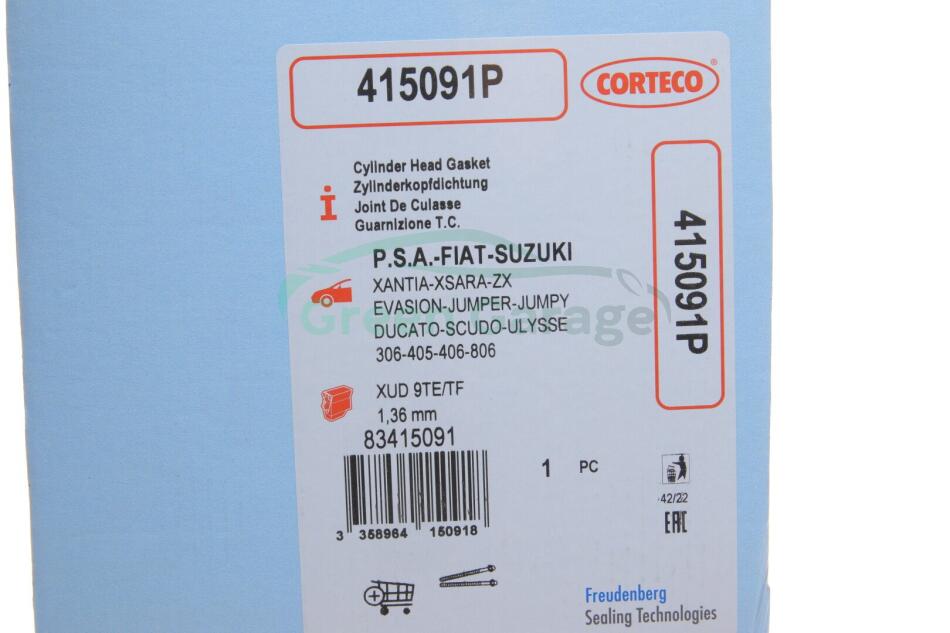 415091P
CORTECO
Cylinder Head Gasket
Zylinderkopfdichtung
Joint De Culasse
Guarnizione T.C.
415091P
P.S.A.-FIAT-SUZUKI
XANTIA-XSARA-ZX
EVASION-JUMPER-JUMPY
DUCATO-SCUDO-ULYSSE
306-405-406-806
Green Garage
XUD 9TE/TF
1,36 mm
83415091
1 PC
42/22
EAC
3 358964 150918
Freudenberg
Sealing Technologies